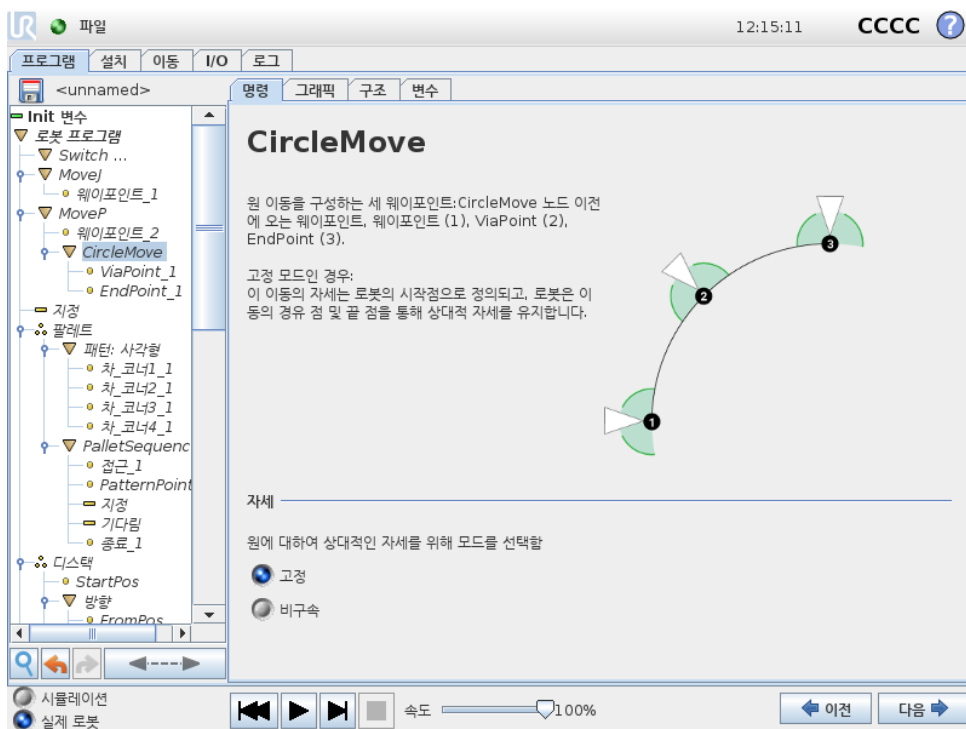 UR 파일 12:15:11 CCCC ?
프로그램 설치 이동 I/O 로그
<unnamed> 명령 그래픽 구조 변수
Init 변수
로봇 프로그램
Switch ...
MoveJ
웨이포인트_1
MoveP
웨이포인트_2
CircleMove
ViaPoint_1
EndPoint_1
지정
팔레트
패턴: 사각형
차_코너1_1
차_코너2_1
차_코너3_1
차_코너4_1
PalletSequenc
접근_1
PatternPoint
지정
기다림
종료_1
디스택
StartPos
방향
FromPos
CircleMove
원 이동을 구성하는 세 웨이포인트:CircleMove 노드 이전
에 오는 웨이포인트, 웨이포인트 (1), ViaPoint (2),
EndPoint (3).
고정 모드인 경우:
이 이동의 자세는 로봇의 시작점으로 정의되고, 로봇은 이
동의 경유 점 및 끝 점을 통해 상대적 자세를 유지합니다.
3
2
1
자세
원에 대하여 상대적인 자세를 위해 모드를 선택함
고정
비구속
시뮬레이션
실제 로봇
속도 100% 이전 다음